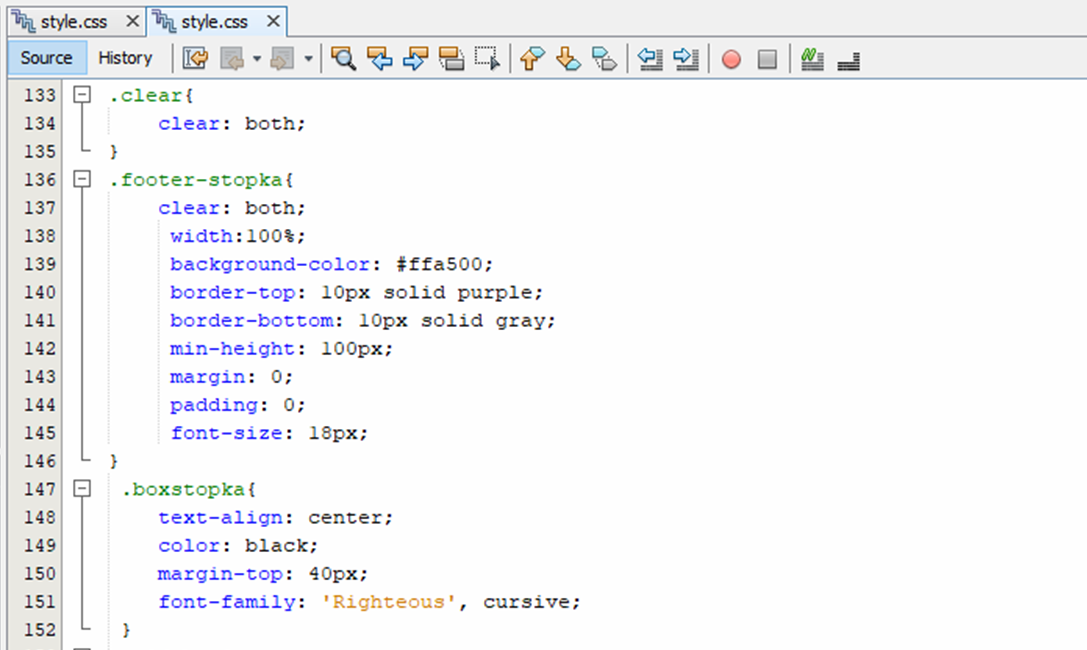 style.css style.css
Source History
133 .clear{
134 clear: both;
135 }
136 .footer-stopka{
137 clear: both;
138 width:100%;
139 background-color: #ffa500;
140 border-top: 10px solid purple;
141 border-bottom: 10px solid gray;
142 min-height: 100px;
143 margin: 0;
144 padding: 0;
145 font-size: 18px;
146 }
147 .boxstopka{
148 text-align: center;
149 color: black;
150 margin-top: 40px;
151 font-family: 'Righteous', cursive;
152 }